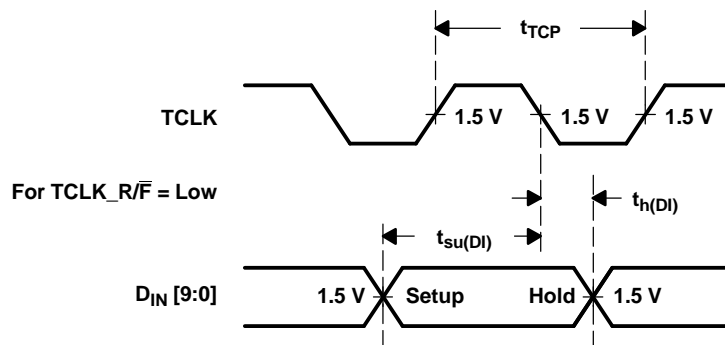 tTCP
TCLK
1.5 V 1.5 V 1.5 V
For TCLK_R/F̅ = Low
th(DI)
tsu(DI)
DIN [9:0]
1.5 V Setup Hold 1.5 V